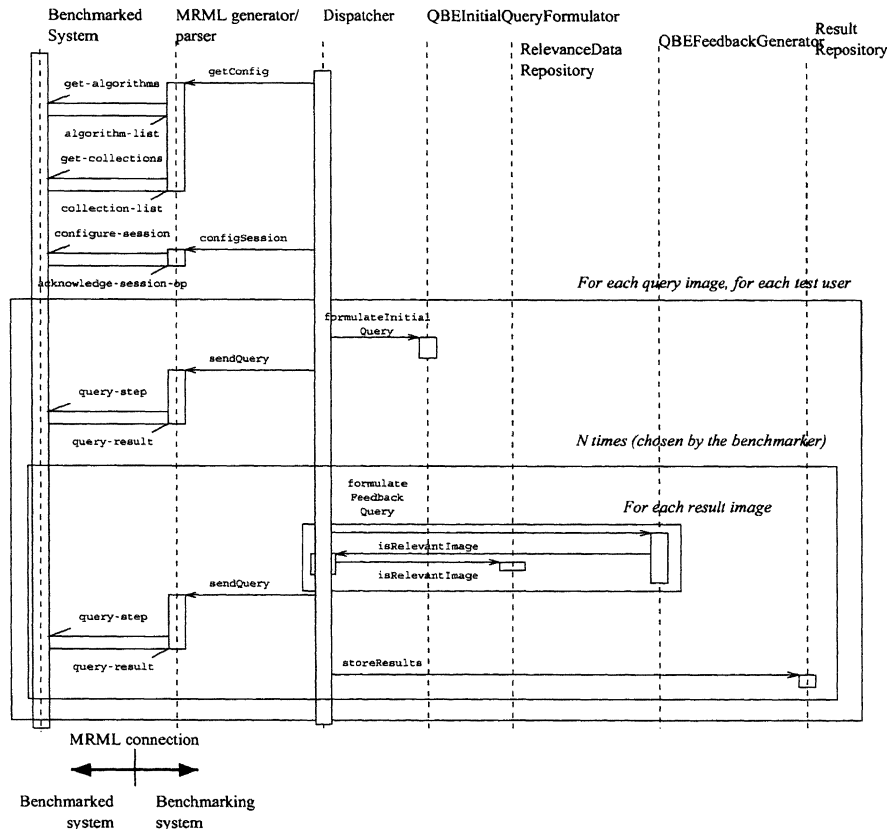 Benchmarked
System
MRML generator/
parser
Dispatcher
QBEInitialQueryFormulator
RelevanceData
Repository
QBEFeedbackGenerator
Result
Repository
getConfig
get-algorithms
algorithm-list
get-collections
collection-list
configure-session
configSession
acknowledge-session-op
For each query image, for each test user
formulateInitial
Query
sendQuery
query-step
query-result
N times (chosen by the benchmarker)
formulate
Feedback
Query
For each result image
isRelevantImage
isRelevantImage
sendQuery
query-step
query-result
storeResults
MRML connection
Benchmarked
system
Benchmarking
system